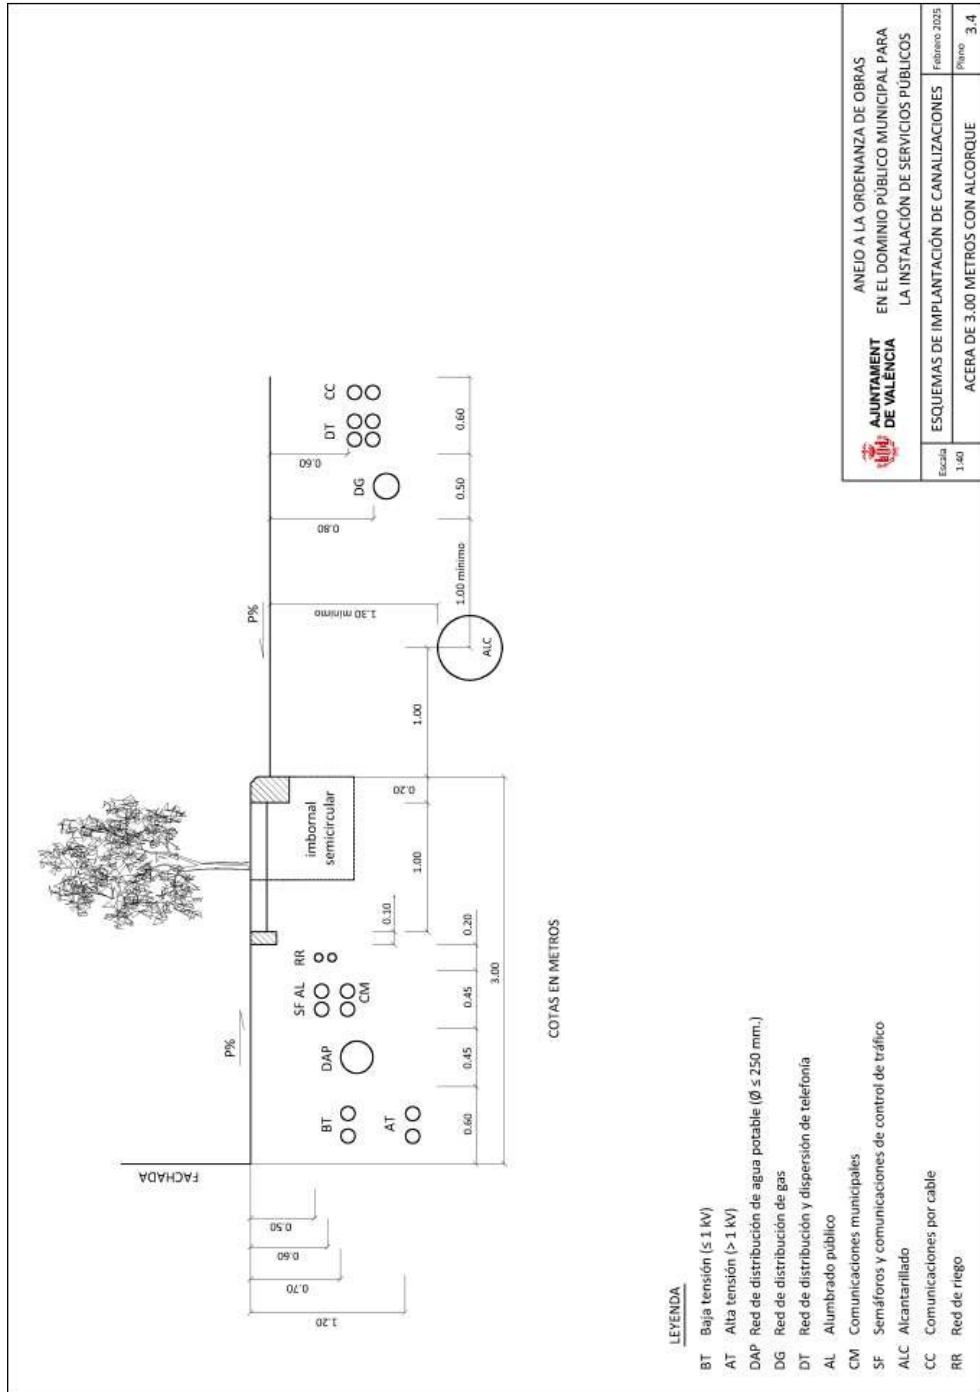 FACHADA
P%
P%
BT
DAP
SF AL
RR
CM
AT
imbornal
semicircular
ALC
DG
DT
CC
0.50
0.60
0.70
1.20
0.60
0.45
0.45
0.20
0.10
1.00
0.20
1.00
3.00
1.30 mínimo
1.00 mínimo
0.80
0.50
0.60
0.60
COTAS EN METROS
LEYENDA
BT Baja tensión (≤ 1 kV)
AT Alta tensión (> 1 kV)
DAP Red de distribución de agua potable (Ø ≤ 250 mm.)
DG Red de distribución de gas
DT Red de distribución y dispersión de telefonía
AL Alumbrado público
CM Comunicaciones municipales
SF Semáforos y comunicaciones de control de tráfico
ALC Alcantarillado
CC Comunicaciones por cable
RR Red de riego
AJUNTAMENT
DE VALÈNCIA
ANEJO A LA ORDENANZA DE OBRAS
EN EL DOMINIO PÚBLICO MUNICIPAL PARA
LA INSTALACIÓN DE SERVICIOS PÚBLICOS
Escala
1:40
ESQUEMAS DE IMPLANTACIÓN DE CANALIZACIONES
Febrero 2025
ACERA DE 3.00 METROS CON ALCORQUE
Plano
3.4